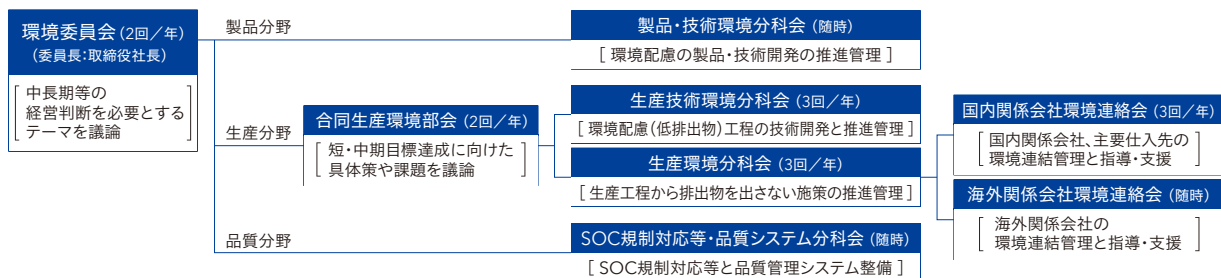 環境委員会(2回/年)
(委員長:取締役社長)
中長期等の
経営判断を必要とする
テーマを議論
製品分野
製品・技術環境分科会(随時)
[ 環境配慮の製品・技術開発の推進管理 ]
生産分野
合同生産環境部会(2回/年)
短・中期目標達成に向けた
具体策や課題を議論
生産技術環境分科会(3回/年)
[ 環境配慮(低排出物)工程の技術開発と推進管理 ]
生産環境分科会(3回/年)
[ 生産工程から排出物を出さない施策の推進管理 ]
国内関係会社環境連絡会(3回/年)
国内関係会社、主要仕入先の
環境連結管理と指導・支援
海外関係会社環境連絡会(随時)
海外関係会社の
環境連結管理と指導・支援
品質分野
SOC規制対応等・品質システム分科会(随時)
[ SOC規制対応等と品質管理システム整備 ]